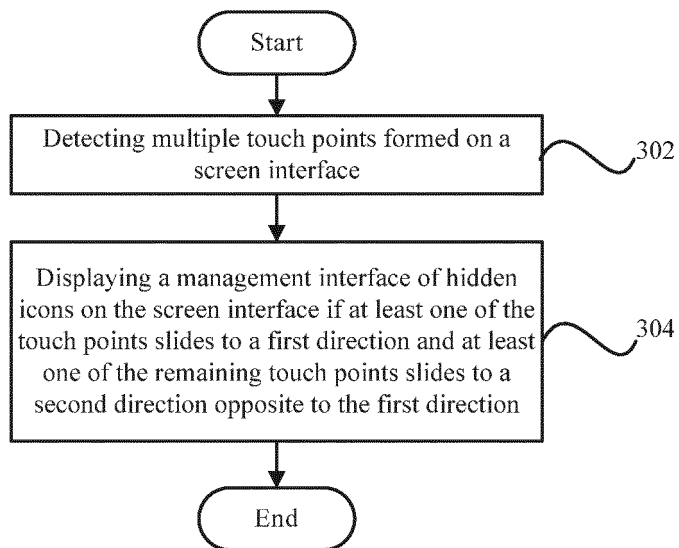 Start
Detecting multiple touch points formed on a
screen interface
302
Displaying a management interface of hidden
icons on the screen interface if at least one of the
touch points slides to a first direction and at least
one of the remaining touch points slides to a
second direction opposite to the first direction
304
End